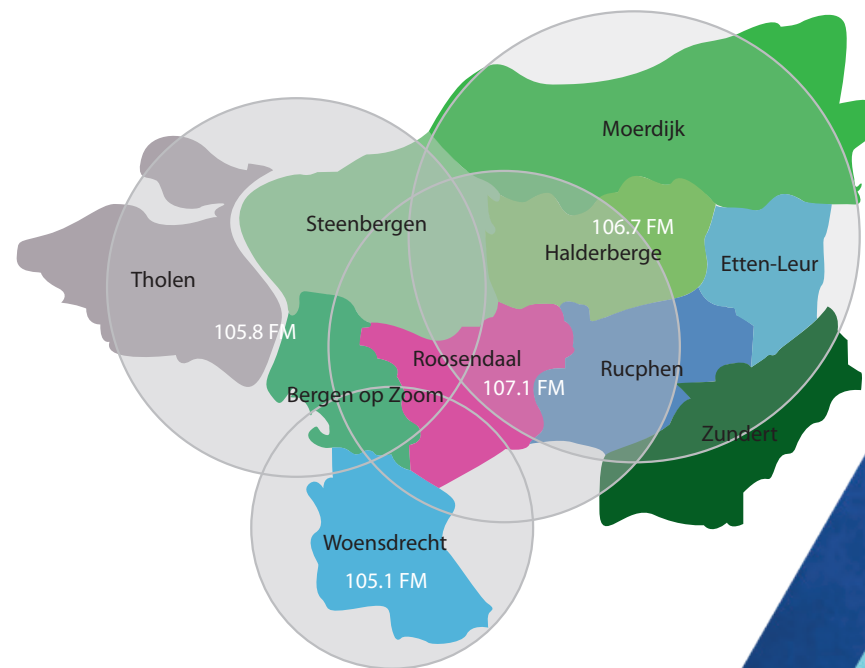 Moerdijk
Steenbergen
106.7 FM
Halderberge
Etten-Leur
Tholen
105.8 FM
Roosendaal
107.1 FM
Rucphen
Bergen op Zoom
Zundert
Woensdrecht
105.1 FM